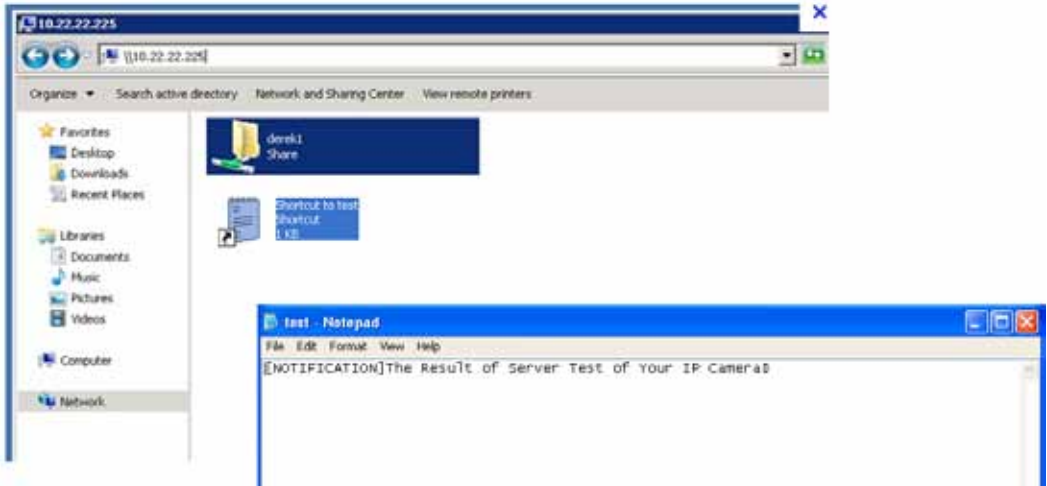 10.22.22.225
\\10.22.22.225
Organize Search active directory Network and Sharing Center View remote printers
Favorites
Desktop
Downloads
Recent Places
Libraries
Documents
Music
Pictures
Videos
Computer
Network
derek1
Share
Shortcut to test
Shortcut
1 KB
test - Notepad
File Edit Format View Help
[NOTIFICATION]The Result of Server Test of Your IP Camera